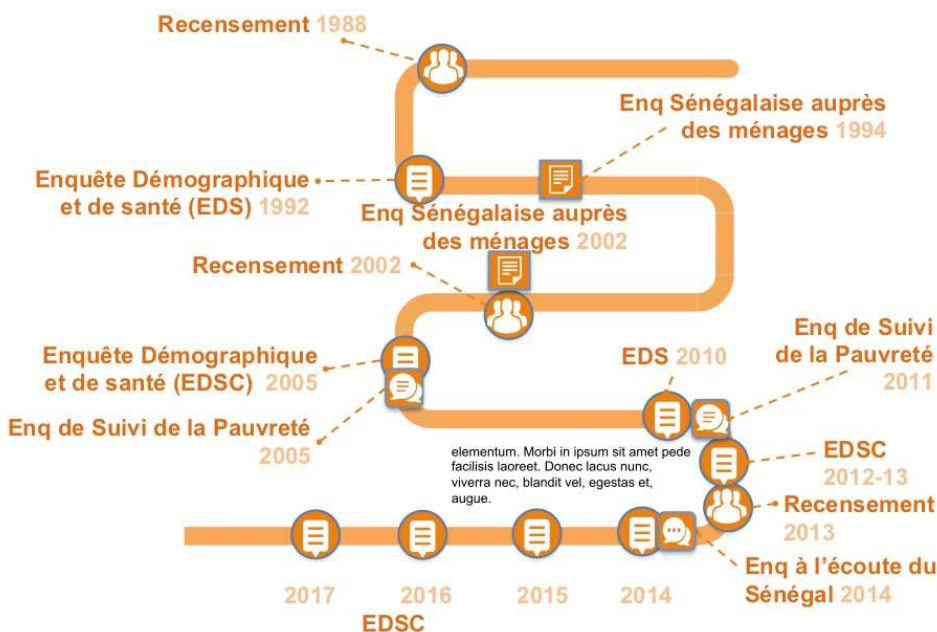 Recensement 1988
Enq Sénégalaise auprès
des ménages 1994
Enquête Démographique
et de santé (EDS) 1992
Enq Sénégalaise auprès
des ménages 2002
Recensement 2002
Enquête Démographique
et de santé (EDSC) 2005
Enq de Suivi de la Pauvreté
2005
EDS 2010
Enq de Suivi
de la Pauvreté
2011
elementum. Morbi in ipsum sit amet pede
facilisis laoreet. Donec lacus nunc,
viverra nec, blandit vel, egestas et,
augue.
EDSC
2012-13
Recensement
2013
Enq à l'écoute du
Sénégal 2014
2017 2016 2015 2014
EDSC